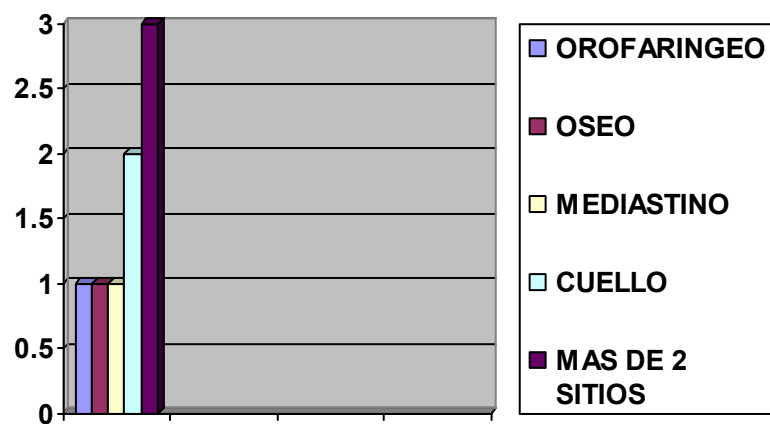 3
2.5
2
1.5
1
0.5
0
OROFARINGEO
OSEO
MEDIASTINO
CUELLO
MAS DE 2
SITIOS